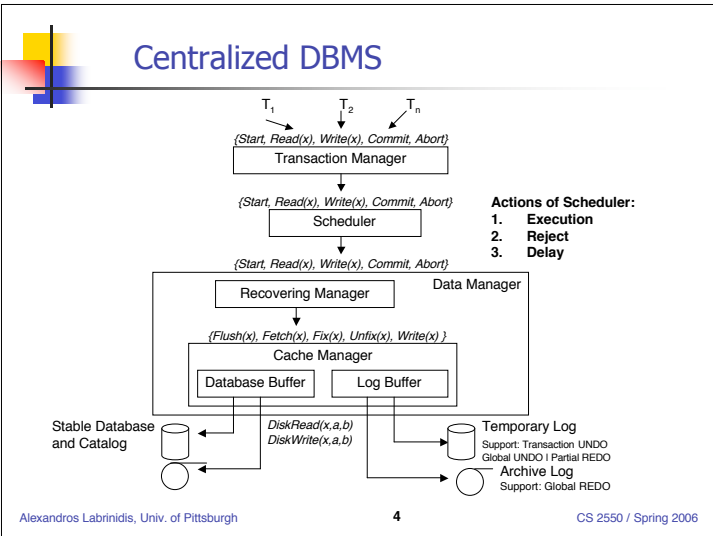 Centralized DBMS
T1 T2 Tn
{Start, Read(x), Write(x), Commit, Abort}
Transaction Manager
{Start, Read(x), Write(x), Commit, Abort}
Scheduler
Actions of Scheduler:
1. Execution
2. Reject
3. Delay
{Start, Read(x), Write(x), Commit, Abort}
Data Manager
Recovering Manager
{Flush(x), Fetch(x), Fix(x), Unfix(x), Write(x) }
Cache Manager
Database Buffer
Log Buffer
Stable Database
and Catalog
DiskRead(x,a,b)
DiskWrite(x,a,b)
Temporary Log
Support: Transaction UNDO
Global UNDO | Partial REDO
Archive Log
Support: Global REDO
Alexandros Labrinidis, Univ. of Pittsburgh 4 CS 2550 / Spring 2006